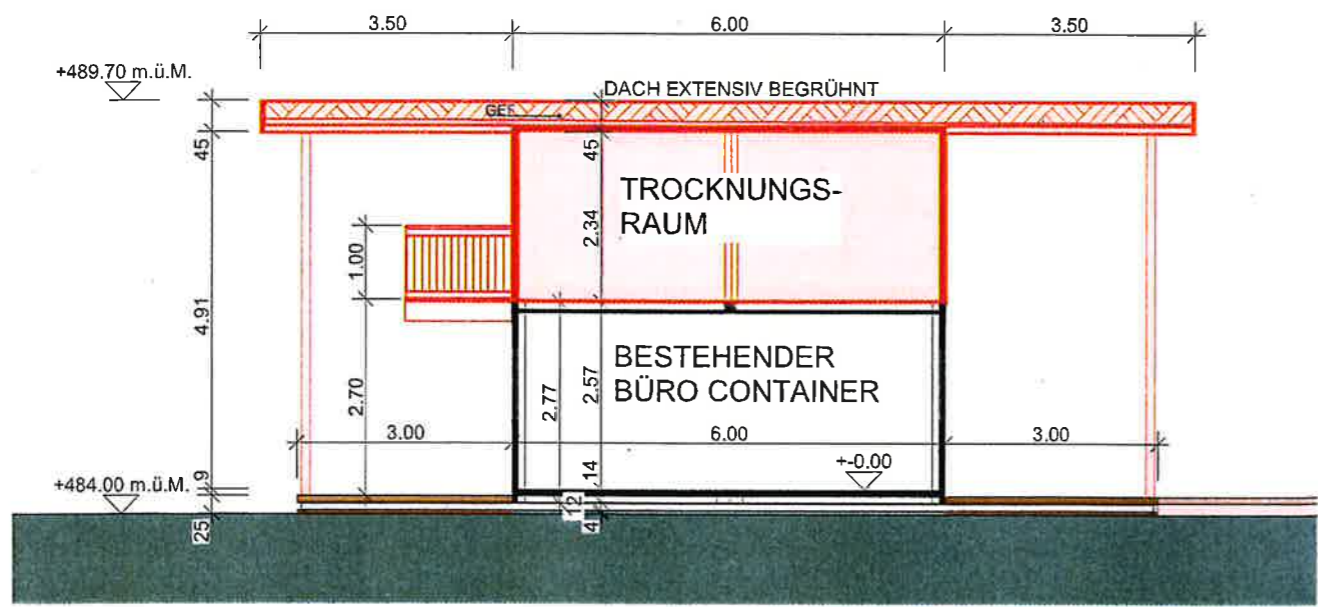 3.50
6.00
3.50
+489.70 m.ü.M.
DACH EXTENSIV BEGRÜHNT
GEF.
45
45
TROCKNUNGS-
RAUM
2.34
1.00
4.91
BESTEHENDER
BÜRO CONTAINER
2.70
2.77
2.57
3.00
6.00
3.00
+-0.00
14
9
+484.00 m.ü.M.
12
4
25